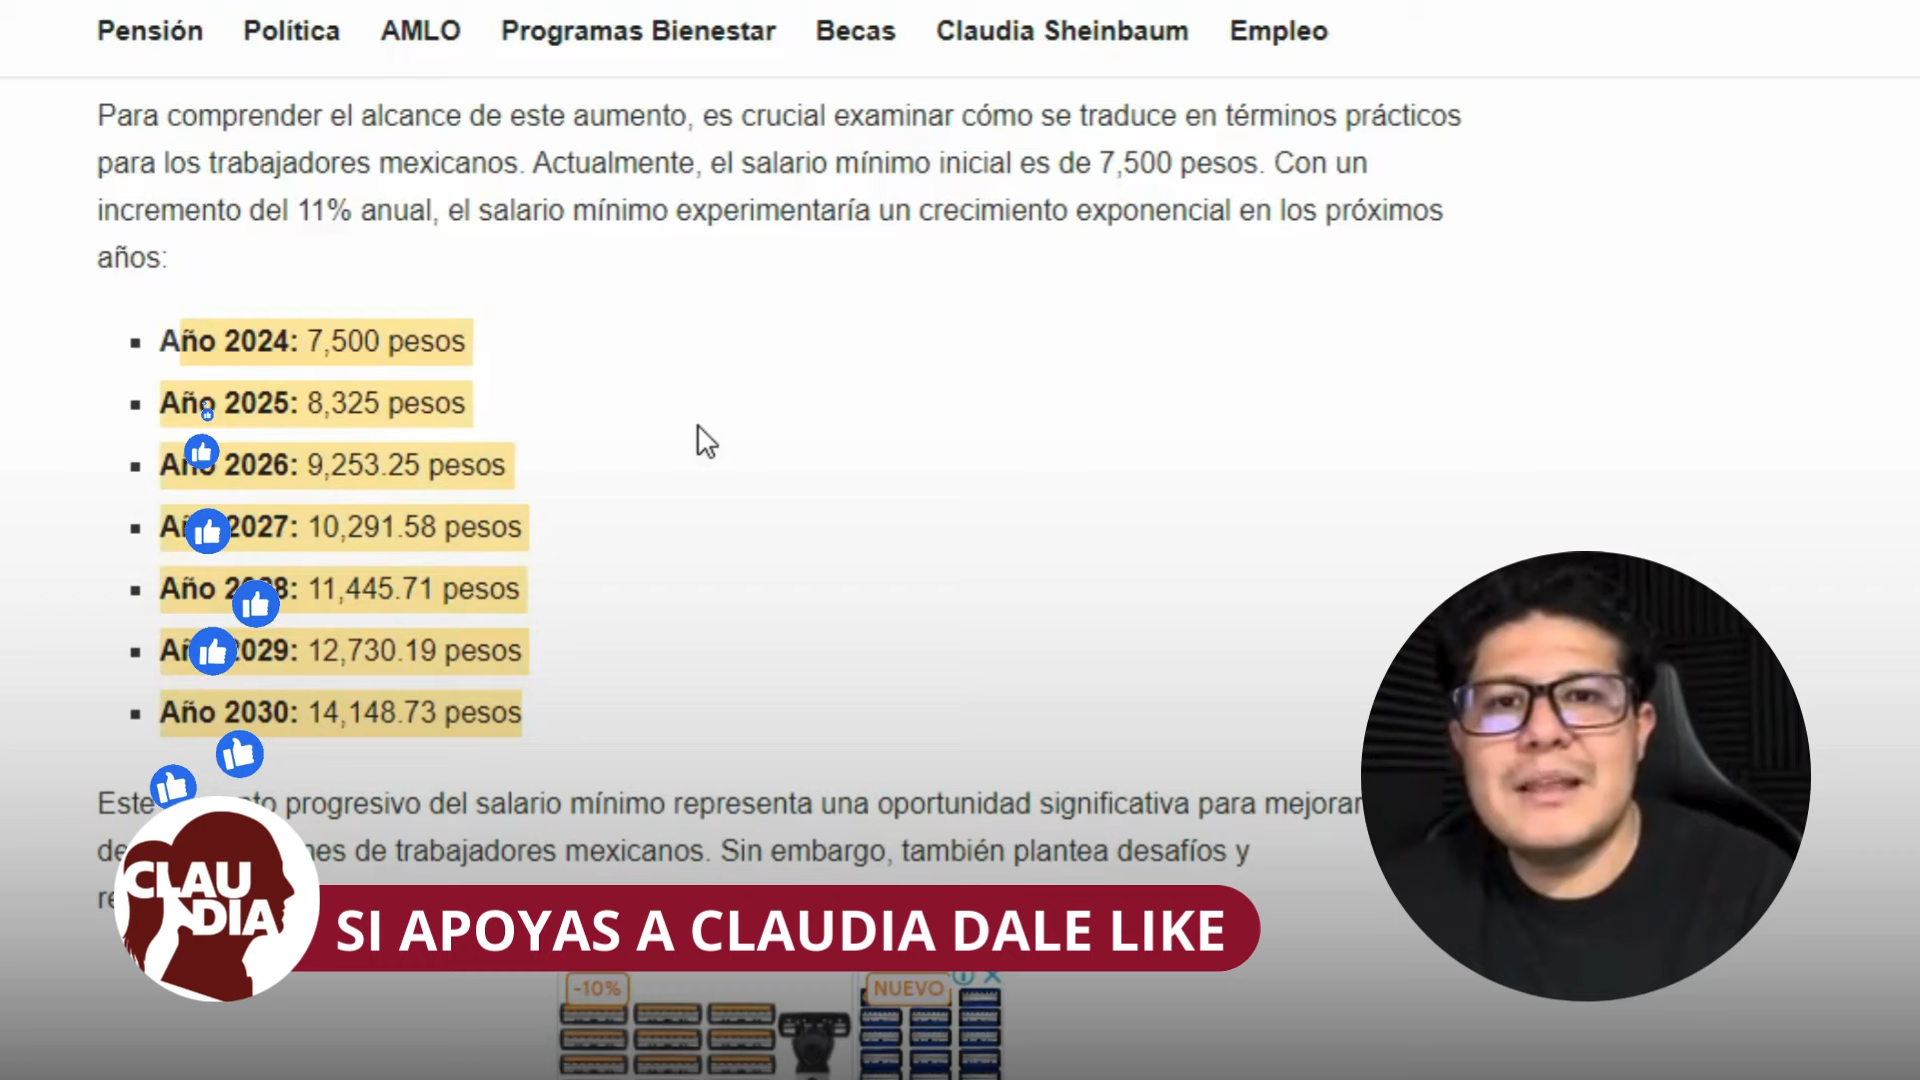 Pensión Política AMLO Programas Bienestar Becas Claudia Sheinbaum Empleo
Para comprender el alcance de este aumento, es crucial examinar cómo se traduce en términos prácticos
para los trabajadores mexicanos. Actualmente, el salario mínimo inicial es de 7,500 pesos. Con un
incremento del 11% anual, el salario mínimo experimentaría un crecimiento exponencial en los próximos
años:
Año 2024: 7,500 pesos
Año 2025: 8,325 pesos
Año 2026: 9,253.25 pesos
Año 2027: 10,291.58 pesos
Año 2028: 11,445.71 pesos
Año 2029: 12,730.19 pesos
Año 2030: 14,148.73 pesos
Este progresivo del salario mínimo representa una oportunidad significativa para mejorar
de trabajadores mexicanos. Sin embargo, también plantea desafíos y
CLAU
DIA
SI APOYAS A CLAUDIA DALE LIKE
-10% NUEVO